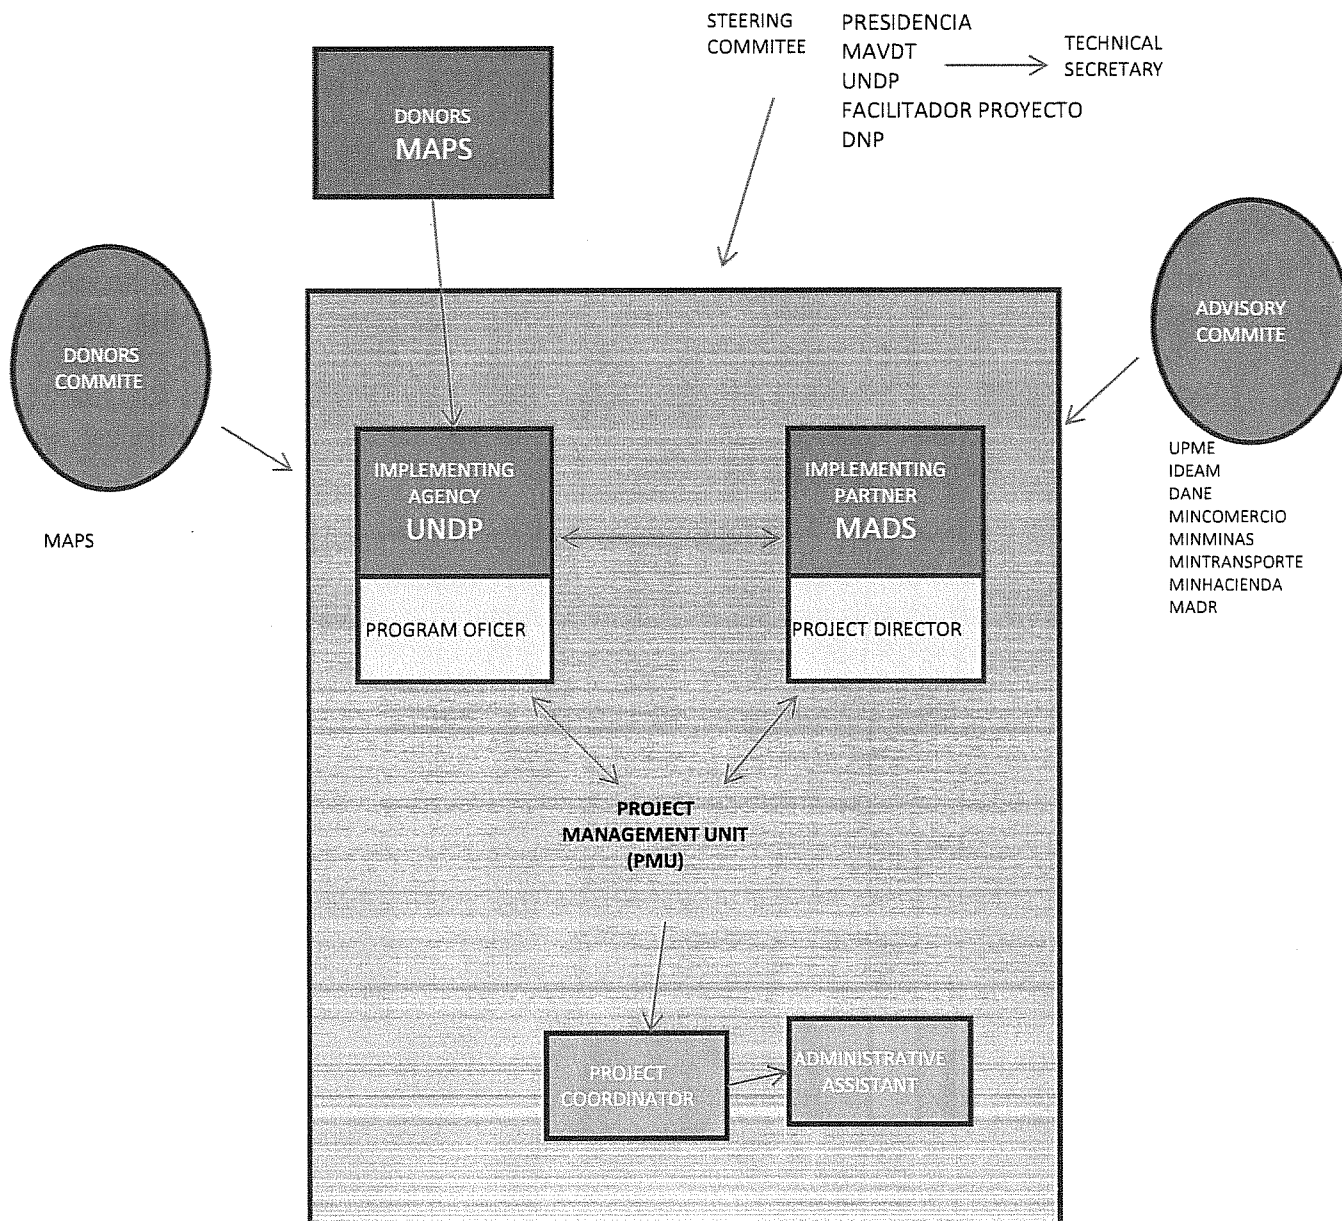 STEERING
COMMITEE
PRESIDENCIA
MAVDT
UNDP
FACILITADOR PROYECTO
DNP
TECHNICAL
SECRETARY
DONORS
MAPS
DONORS
COMMITE
MAPS
ADVISORY
COMMITE
UPME
IDEAM
DANE
MINCOMERCIO
MINMINAS
MINTRANSPORTE
MINHACIENDA
MADR
IMPLEMENTING
AGENCY
UNDP
PROGRAM OFICER
IMPLEMENTING
PARTNER
MADS
PROJECT DIRECTOR
PROJECT
MANAGEMENT UNIT
(PMU)
PROJECT
COORDINATOR
ADMINISTRATIVE
ASSISTANT